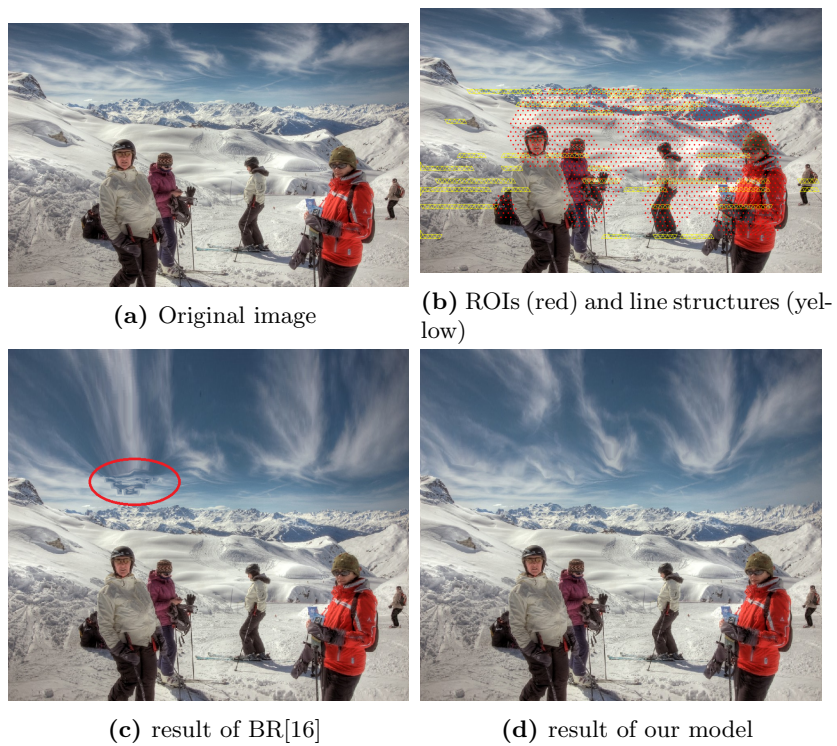 (a) Original image
(b) ROIs (red) and line structures (yel-
low)
(c) result of BR[16]
(d) result of our model